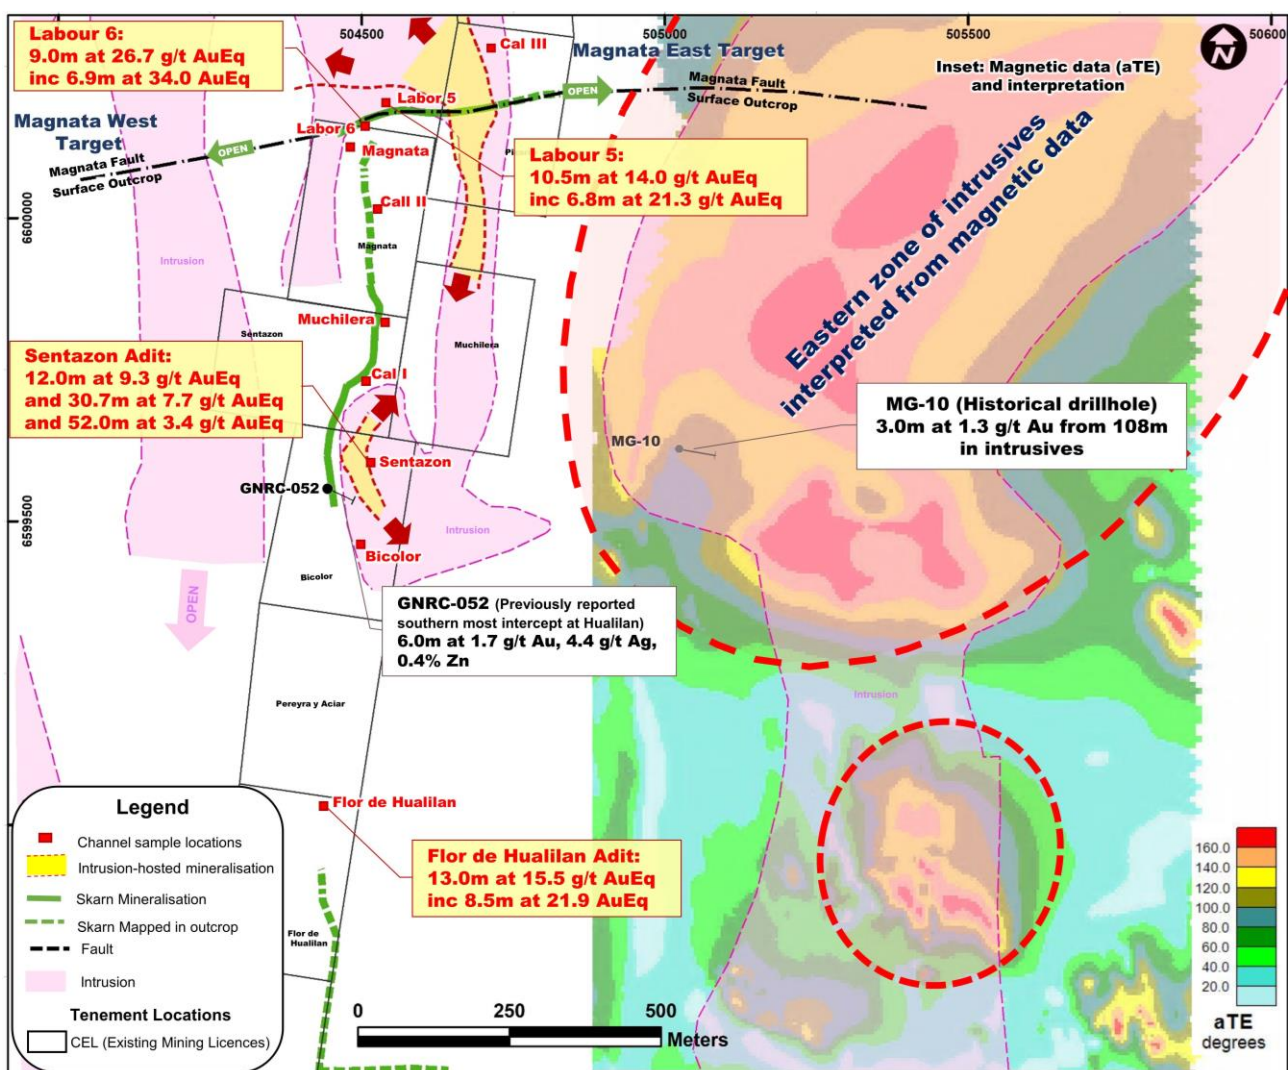 504500
505000
505500
50600
6600000
6599500
Labour 6:
9.0m at 26.7 g/t AuEq
inc 6.9m at 34.0 AuEq
Cal III
Magnata East Target
Magnata Fault
Surface Outcrop
OPEN
N
Inset: Magnetic data (aTE)
and interpretation
Labor 5
Labor 6
Magnata
Magnata West
Target
Magnata Fault
Surface Outcrop
OPEN
Labour 5:
10.5m at 14.0 g/t AuEq
inc 6.8m at 21.3 g/t AuEq
Call II
Magnata
Intrusion
Eastern zone of intrusives
interpreted from magnetic data
Muchilera
Sentazon
Muchilera
Sentazon Adit:
12.0m at 9.3 g/t AuEq
and 30.7m at 7.7 g/t AuEq
and 52.0m at 3.4 g/t AuEq
Cal I
MG-10 (Historical drillhole)
3.0m at 1.3 g/t Au from 108m
in intrusives
MG-10
Sentazon
GNRC-052
Intrusion
Bicolor
Bicolor
OPEN
GNRC-052 (Previously reported
southern most intercept at Hualilan)
6.0m at 1.7 g/t Au, 4.4 g/t Ag,
0.4% Zn
Pereyra y Aciar
Intrusion
Flor de Hualilan
Flor de Hualilan Adit:
13.0m at 15.5 g/t AuEq
inc 8.5m at 21.9 AuEq
Flor de
Hualilan
Legend
Channel sample locations
Intrusion-hosted mineralisation
Skarn Mineralisation
Skarn Mapped in outcrop
Fault
Intrusion
Tenement Locations
CEL (Existing Mining Licences)
0
250
500
Meters
160.0
140.0
120.0
100.0
80.0
60.0
40.0
20.0
aTE
degrees